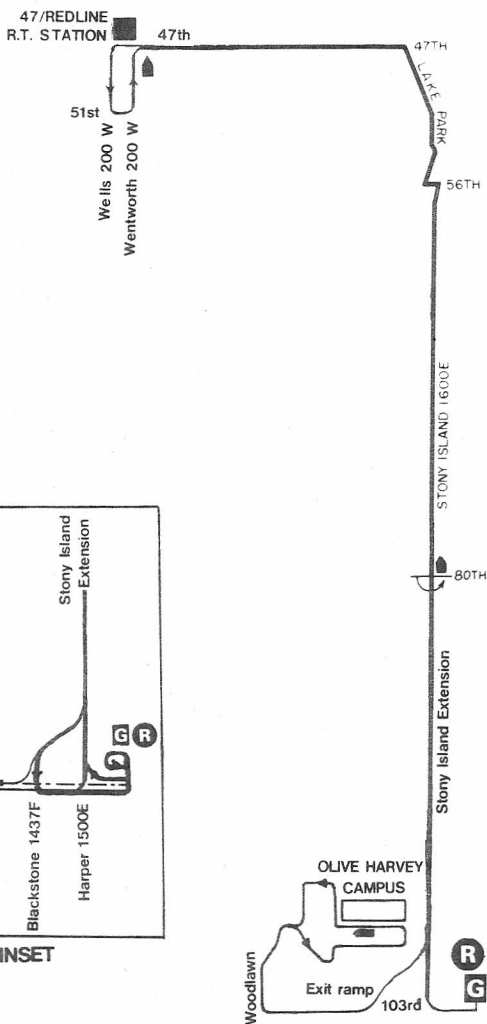 47/REDLINE
R.T. STATION
47th
47TH
LAKE PARK
51st
Wells 200 W
Wentworth 200 W
56TH
STONY ISLAND 1600E
80TH
Stony Island
Extension
Stony Island Extension
G R
Blackstone 1437F
Harper 1500E
INSET
OLIVE HARVEY
CAMPUS
Woodlawn
Exit ramp
103rd
R
G